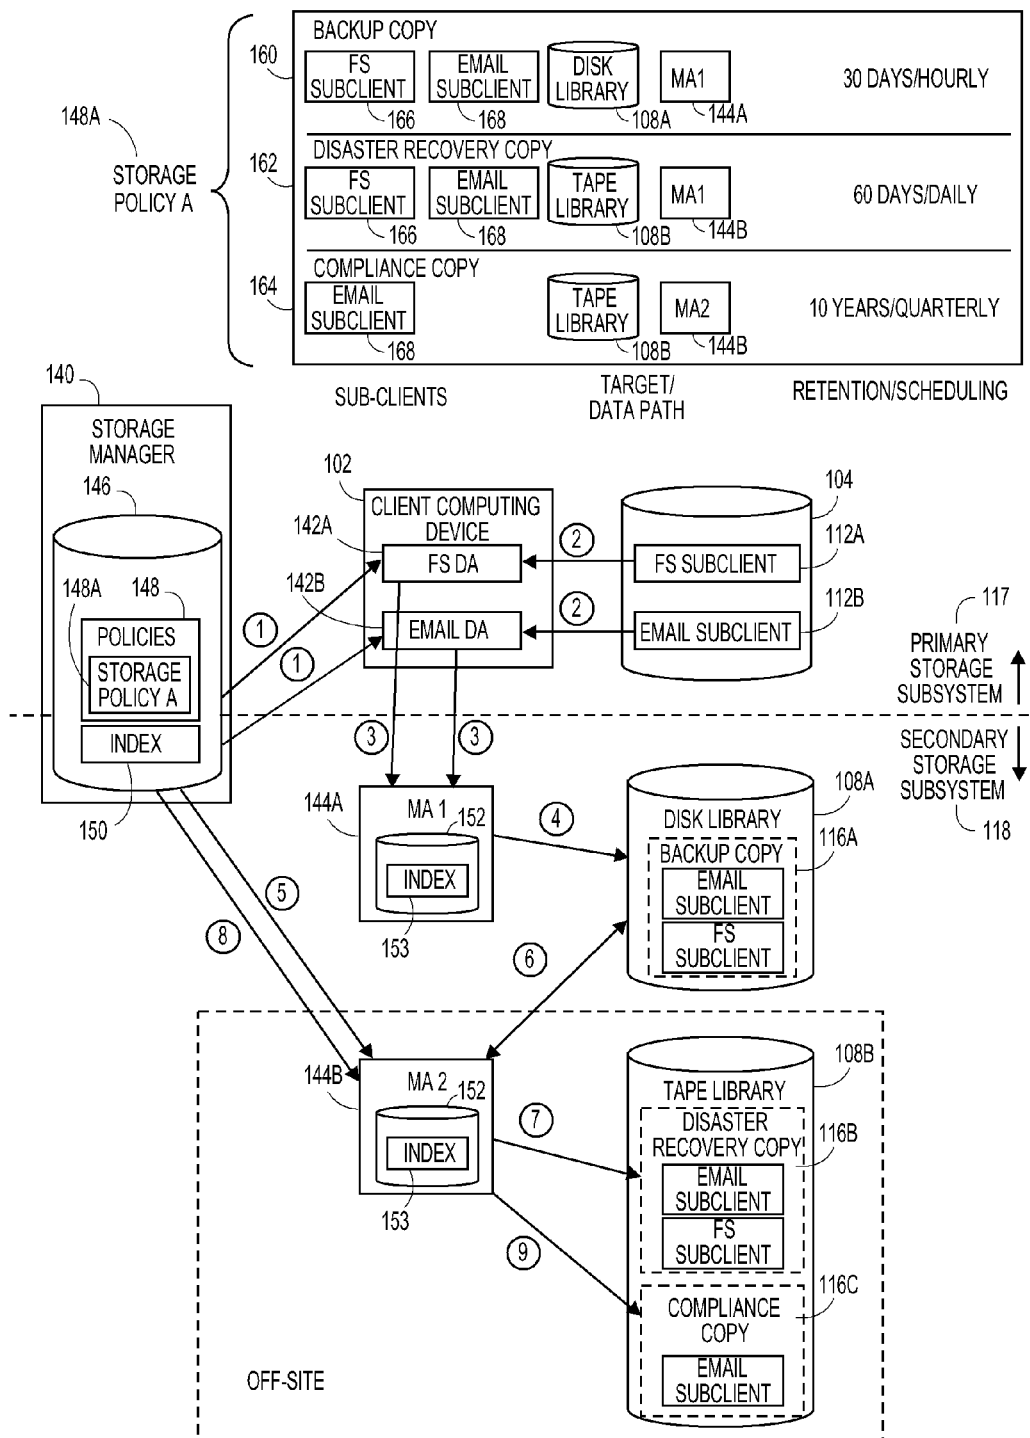 BACKUP COPY
160
FS SUBCLIENT
EMAIL SUBCLIENT
DISK LIBRARY
MA1
30 DAYS/HOURLY
166
168
108A
144A
148A
STORAGE POLICY A
DISASTER RECOVERY COPY
162
FS SUBCLIENT
EMAIL SUBCLIENT
TAPE LIBRARY
MA1
60 DAYS/DAILY
166
168
108B
144B
COMPLIANCE COPY
164
EMAIL SUBCLIENT
TAPE LIBRARY
MA2
10 YEARS/QUARTERLY
168
108B
144B
SUB-CLIENTS
TARGET/
DATA PATH
RETENTION/SCHEDULING
140
STORAGE
MANAGER
146
148A
148
POLICIES
STORAGE
POLICY A
INDEX
150
102
CLIENT COMPUTING
DEVICE
142A
FS DA
142B
EMAIL DA
104
FS SUBCLIENT
112A
EMAIL SUBCLIENT
112B
1
1
2
2
117
PRIMARY
STORAGE
SUBSYSTEM
SECONDARY
STORAGE
SUBSYSTEM
118
3
3
144A
MA 1
152
INDEX
153
4
108A
DISK LIBRARY
116A
BACKUP COPY
EMAIL
SUBCLIENT
FS
SUBCLIENT
5
8
6
144B
MA 2
152
INDEX
153
7
9
108B
TAPE LIBRARY
DISASTER
RECOVERY COPY
116B
EMAIL
SUBCLIENT
FS
SUBCLIENT
116C
COMPLIANCE
COPY
EMAIL
SUBCLIENT
OFF-SITE